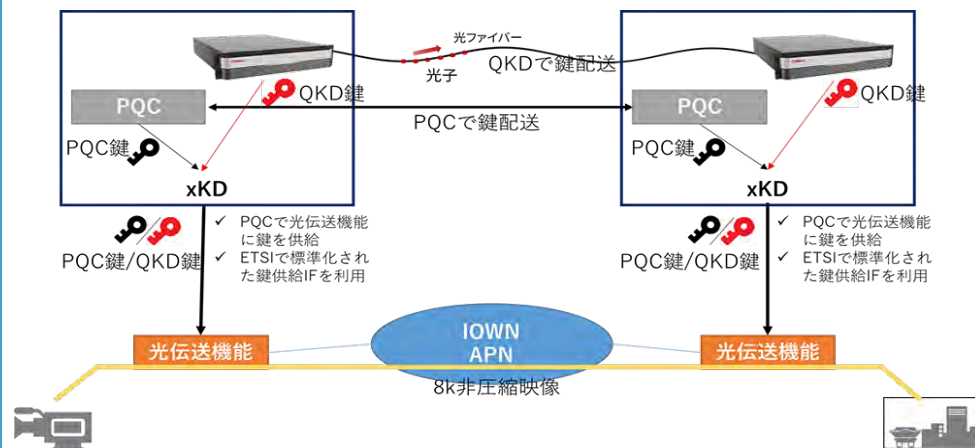 光ファイバー
光子
QKDで鍵配送
PQC
QKD鍵
PQCで鍵配送
PQC
QKD鍵
PQC鍵
PQC鍵
xKD
xKD
PQC鍵/QKD鍵
✓ PQCで光伝送機能
に鍵を供給
✓ ETSIで標準化され
た鍵供給IFを利用
PQC鍵/QKD鍵
✓ PQCで光伝送機能
に鍵を供給
✓ ETSIで標準化され
た鍵供給IFを利用
光伝送機能
IOWN
APN
光伝送機能
8k非圧縮映像